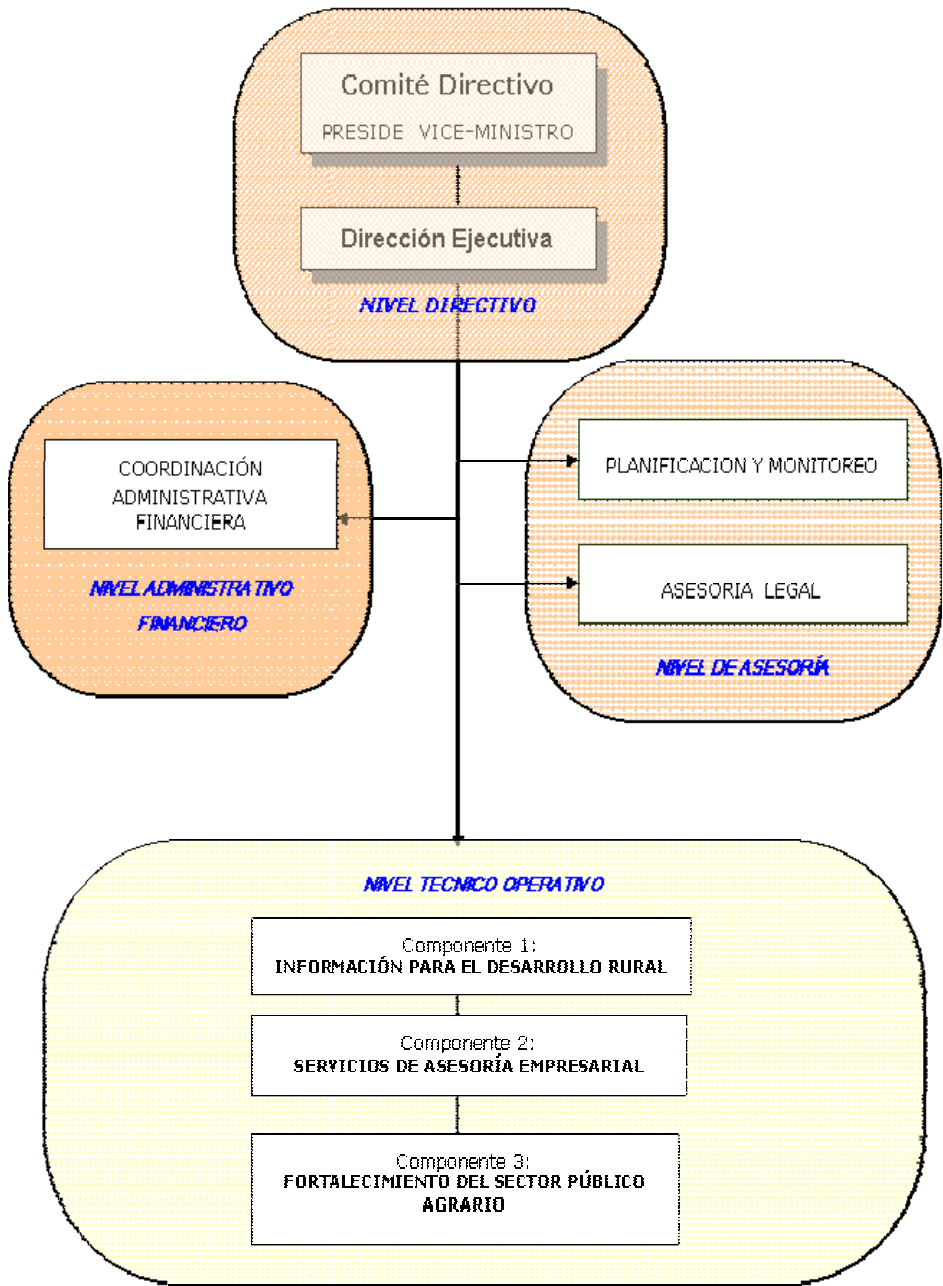 Comité Directivo
PRESIDE VICE-MINISTRO
Dirección Ejecutiva
NIVEL DIRECTIVO
COORDINACIÓN
ADMINISTRATIVA
FINANCIERA
NIVEL ADMINISTRATIVO
FINANCIERO
PLANIFICACION Y MONITOREO
ASESORIA LEGAL
NIVEL DE ASESORÍA
NIVEL TECNICO OPERATIVO
Componente 1:
INFORMACIÓN PARA EL DESARROLLO RURAL
Componente 2:
SERVICIOS DE ASESORÍA EMPRESARIAL
Componente 3:
FORTALECIMIENTO DEL SECTOR PÚBLICO
AGRARIO